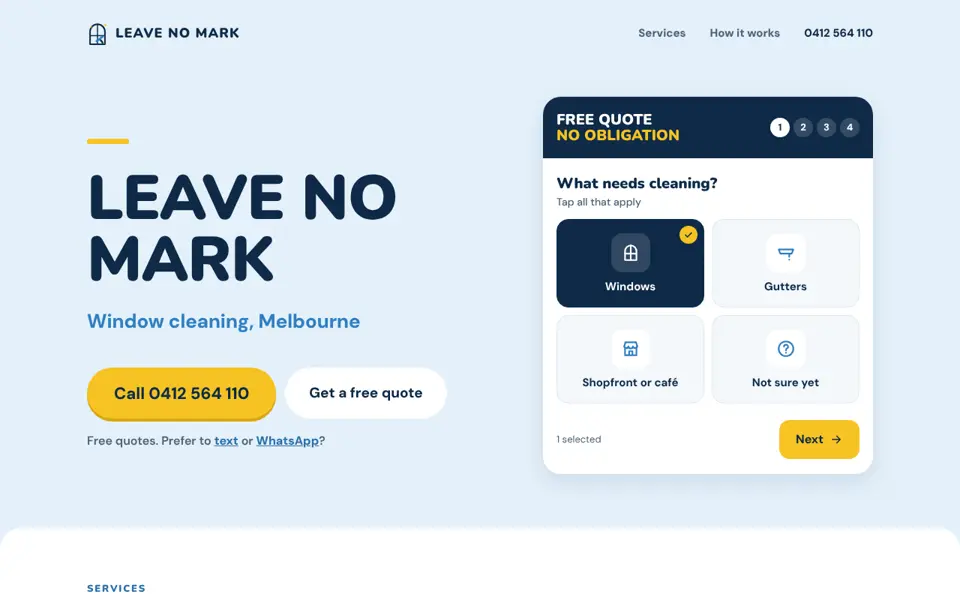 LEAVE NO MARK
Services
How it works
0412 564 110
LEAVE NO
MARK
Window cleaning, Melbourne
Call 0412 564 110
Get a free quote
Free quotes. Prefer to text or WhatsApp?
FREE QUOTE
NO OBLIGATION
1 2 3 4
What needs cleaning?
Tap all that apply
Windows
Gutters
Shopfront or café
Not sure yet
1 selected
Next →
SERVICES